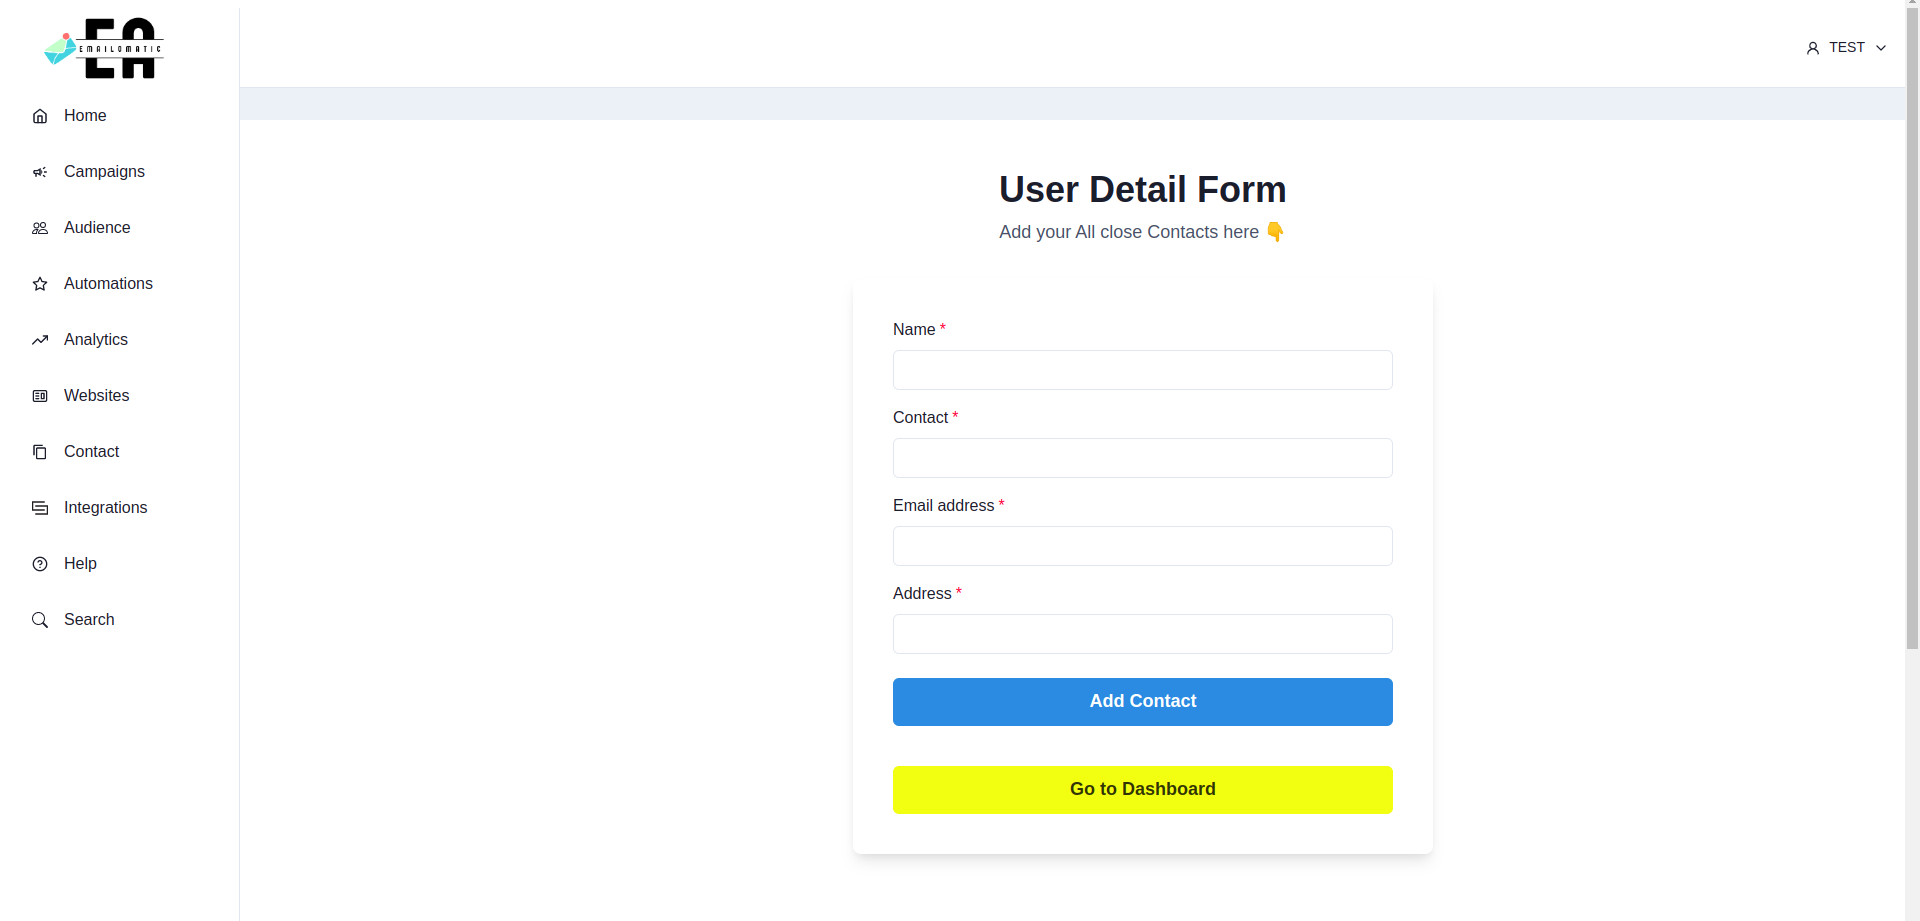 EA
EMAILOMATIC
TEST
Home
Campaigns
Audience
Automations
Analytics
Websites
Contact
Integrations
Help
Search
User Detail Form
Add your All close Contacts here 👇
Name *
Contact *
Email address *
Address *
Add Contact
Go to Dashboard